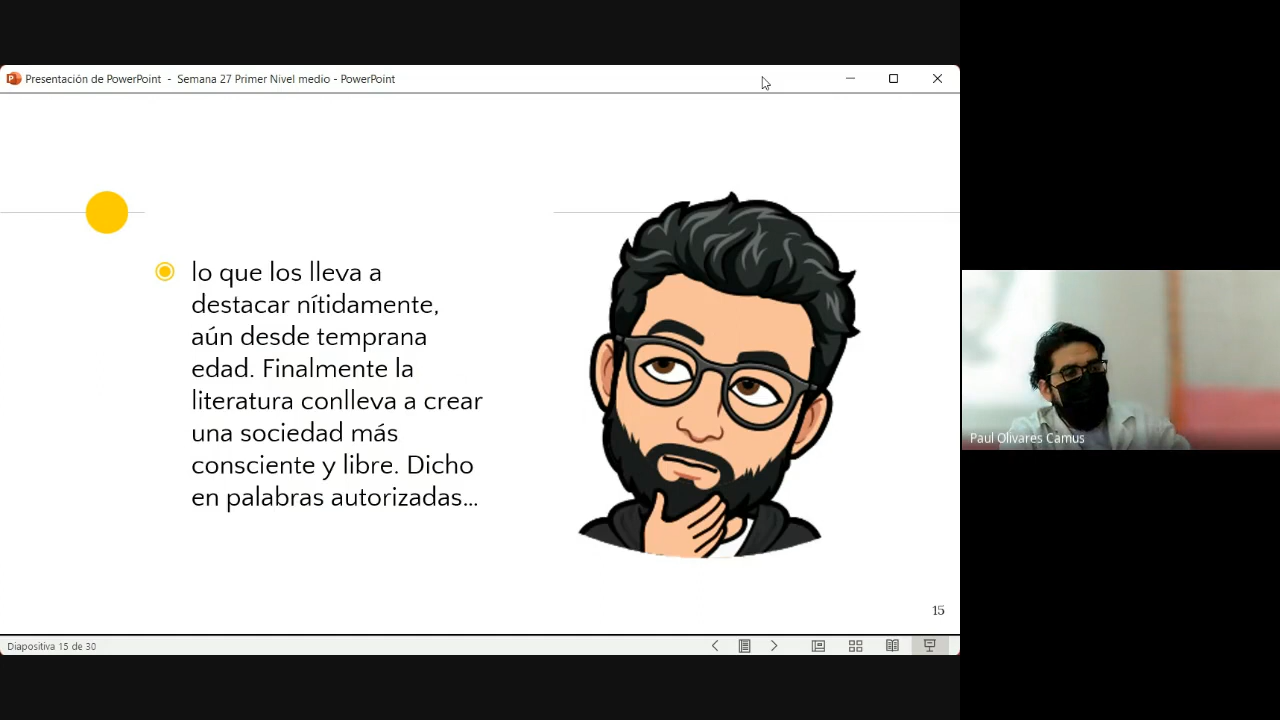 Presentación de PowerPoint - Semana 27 Primer Nivel medio - PowerPoint
lo que los lleva a
destacar nítidamente,
aún desde temprana
edad. Finalmente la
literatura conlleva a crear
una sociedad más
consciente y libre. Dicho
en palabras autorizadas…
15
Diapositiva 15 de 30
Paul Olivares Camus